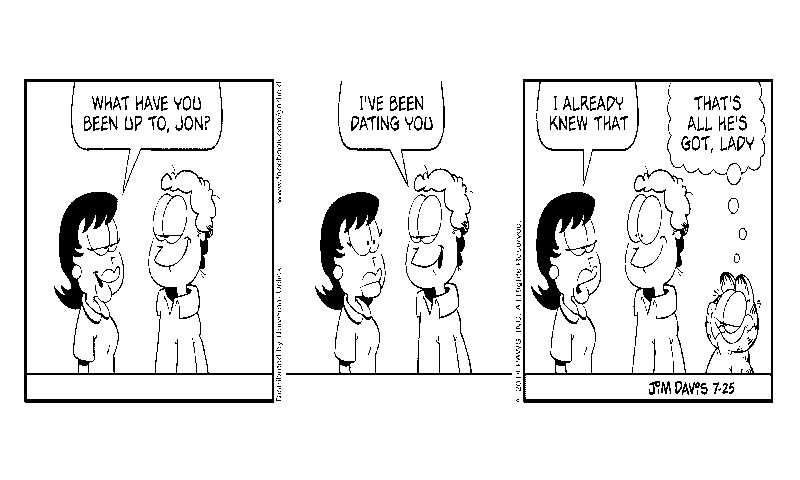 WHAT HAVE YOU
BEEN UP TO, JON?
I'VE BEEN
DATING YOU
I ALREADY
KNEW THAT
THAT'S
ALL HE'S
GOT, LADY
JIM DAVIS 7-25